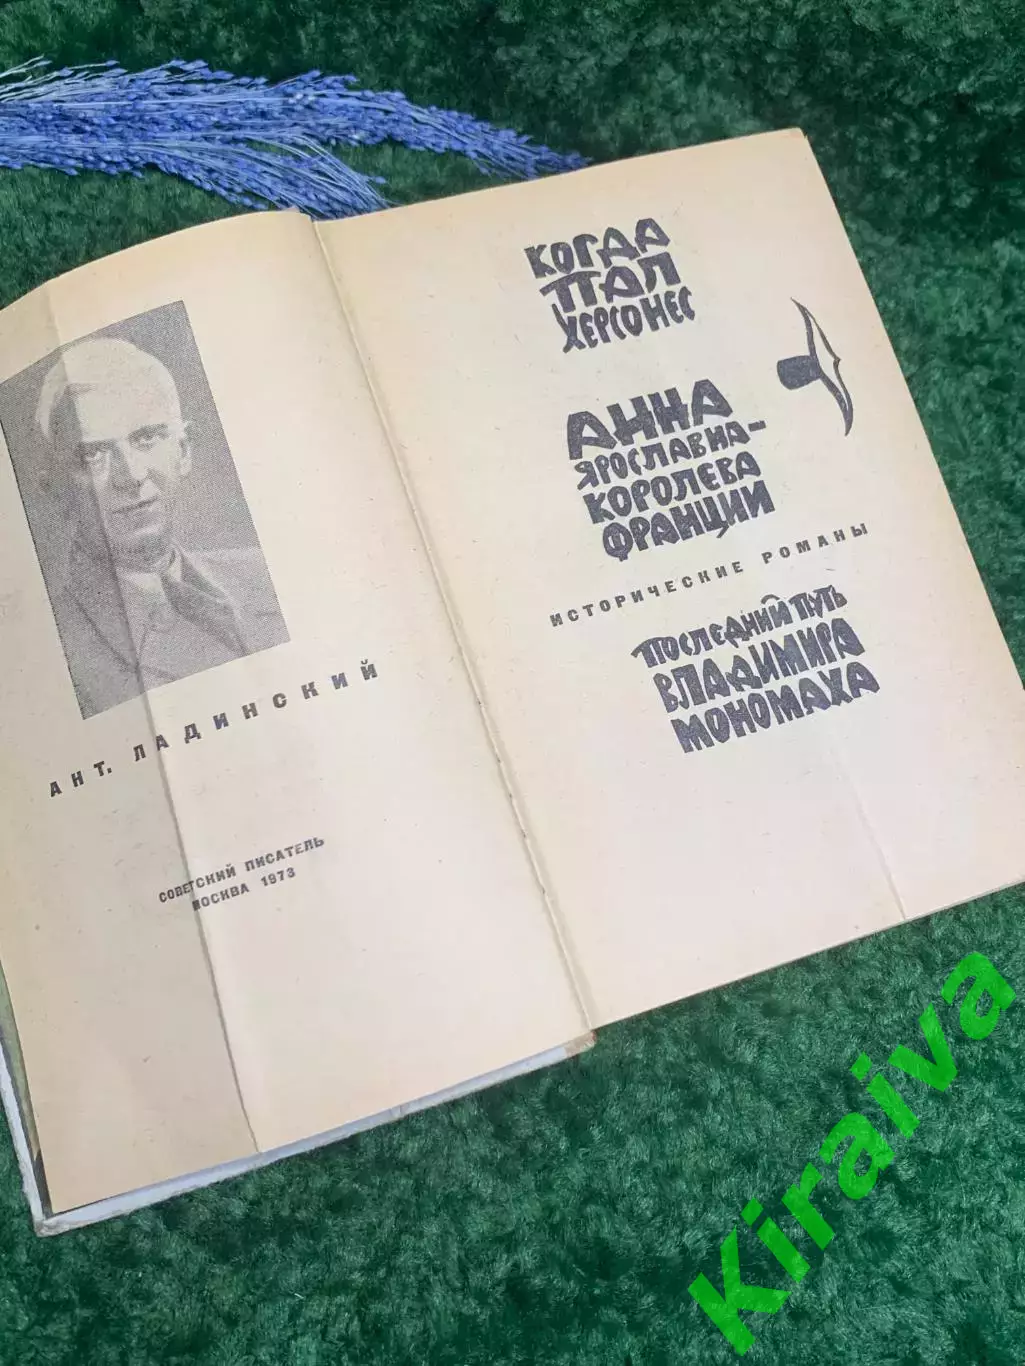 АНТ. ЛАДИНСКИЙ
СОВЕТСКИЙ ПИСАТЕЛЬ
МОСКВА 1973
КОГДА
ПАЛ
ХЕРСОНЕС
АННА
ЯРОСЛАВНА—
КОРОЛЕВА
ФРАНЦИИ
ИСТОРИЧЕСКИЕ РОМАНЫ
ПОСЛЕДНИЙ ПУТЬ
ВЛАДИМИРА
МОНОМАХА
Kiraiva